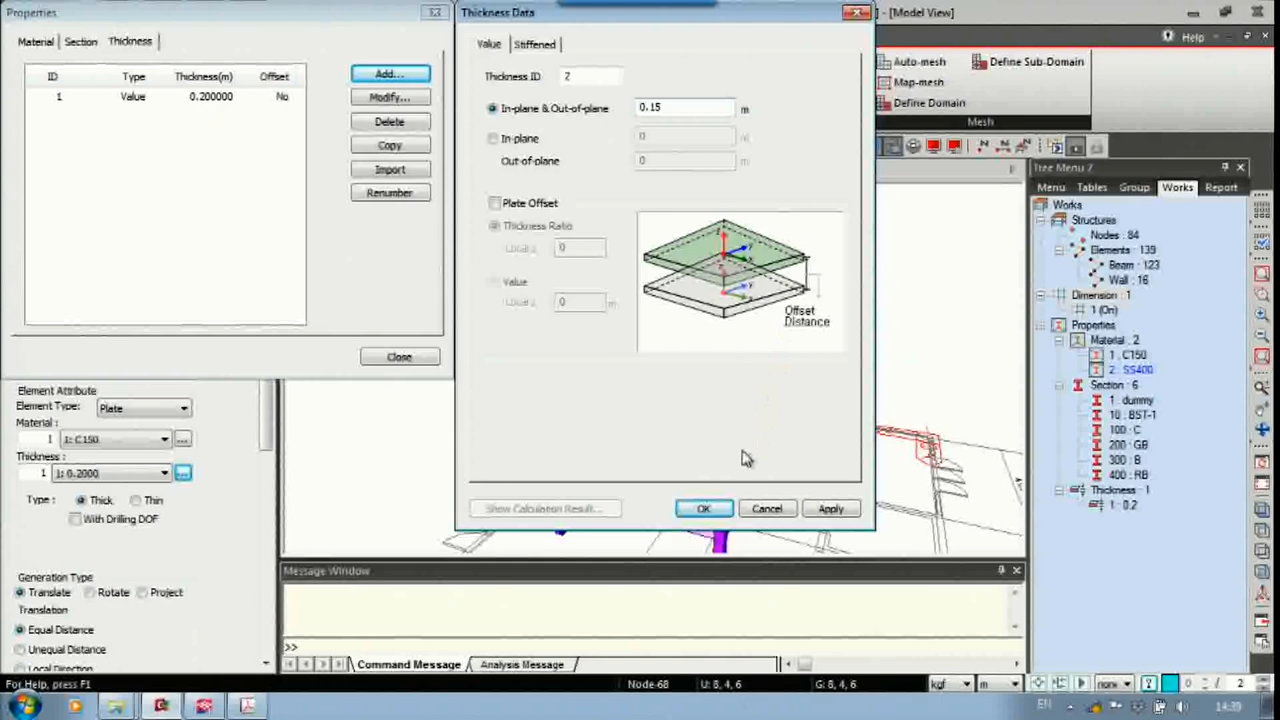 Properties
Material
Section
Thickness
ID
Type
Thickness(m)
Offset
1
Value
0.200000
No
Add...
Modify...
Delete
Copy
Import
Renumber
Close
Element Attribute
Element Type:
Plate
Material :
1
1: C150
...
Thickness:
1
1: 0.2000
...
Type :
Thick
Thin
With Drilling DOF
Generation Type
Translate
Rotate
Project
Translation
Equal Distance
Unequal Distance
Local Direction
Thickness Data
Value
Stiffened
Thickness ID
2
In-plane & Out-of-plane
0.15
m
In-plane
0
m
Out-of-plane
0
m
Plate Offset
Thickness Ratio
0
Value
0
m
Offset
Distance
Show Calculation Result...
OK
Cancel
Apply
- [Model View]
Help
Auto-mesh
Define Sub-Domain
Map-mesh
Define Domain
Mesh
Tree Menu 2
Menu
Tables
Group
Works
Report
Works
Structures
Nodes : 84
Elements : 139
Beam : 123
Wall : 16
Dimension : 1
1 (On)
Properties
Material : 2
1 : C150
2 : SS400
Section : 6
1 : dummy
10 : BST-1
100 : C
200 : GB
300 : B
400 : RB
Thickness : 1
1 : 0.2
Message Window
>>
Command Message
Analysis Message
For Help, press F1
Node-68
U: 8, 4, 6
G: 8, 4, 6
kgf
m
none
?
0
/
2
EN
14:39